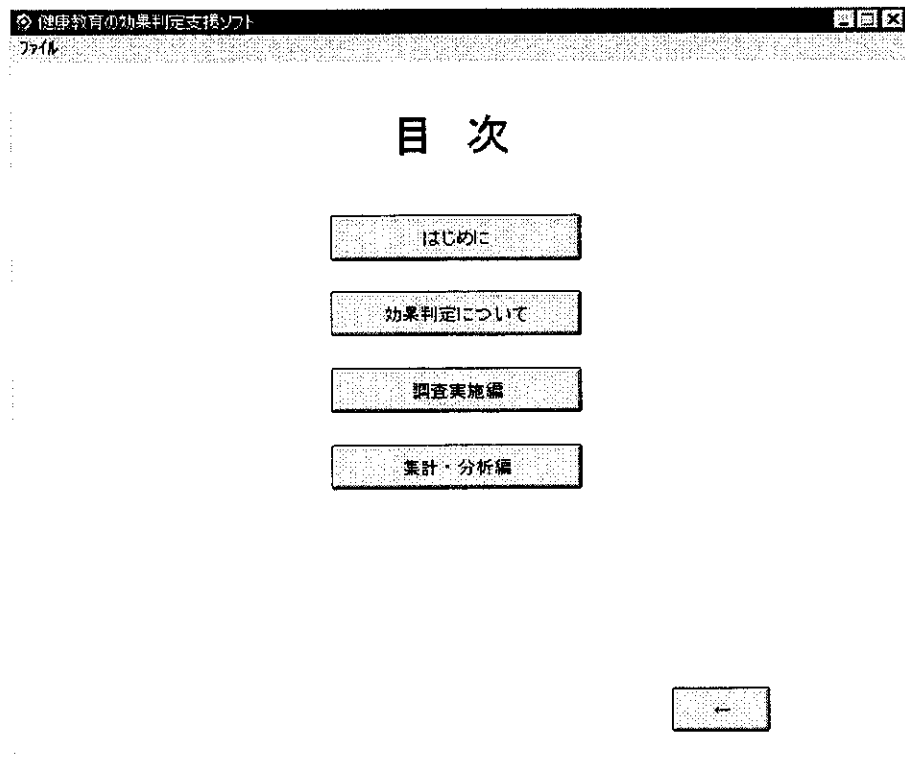 健康教育の効果判定支援ソフト
ファイル
目 次
はじめに
効果判定について
調査実施編
集計・分析編
←